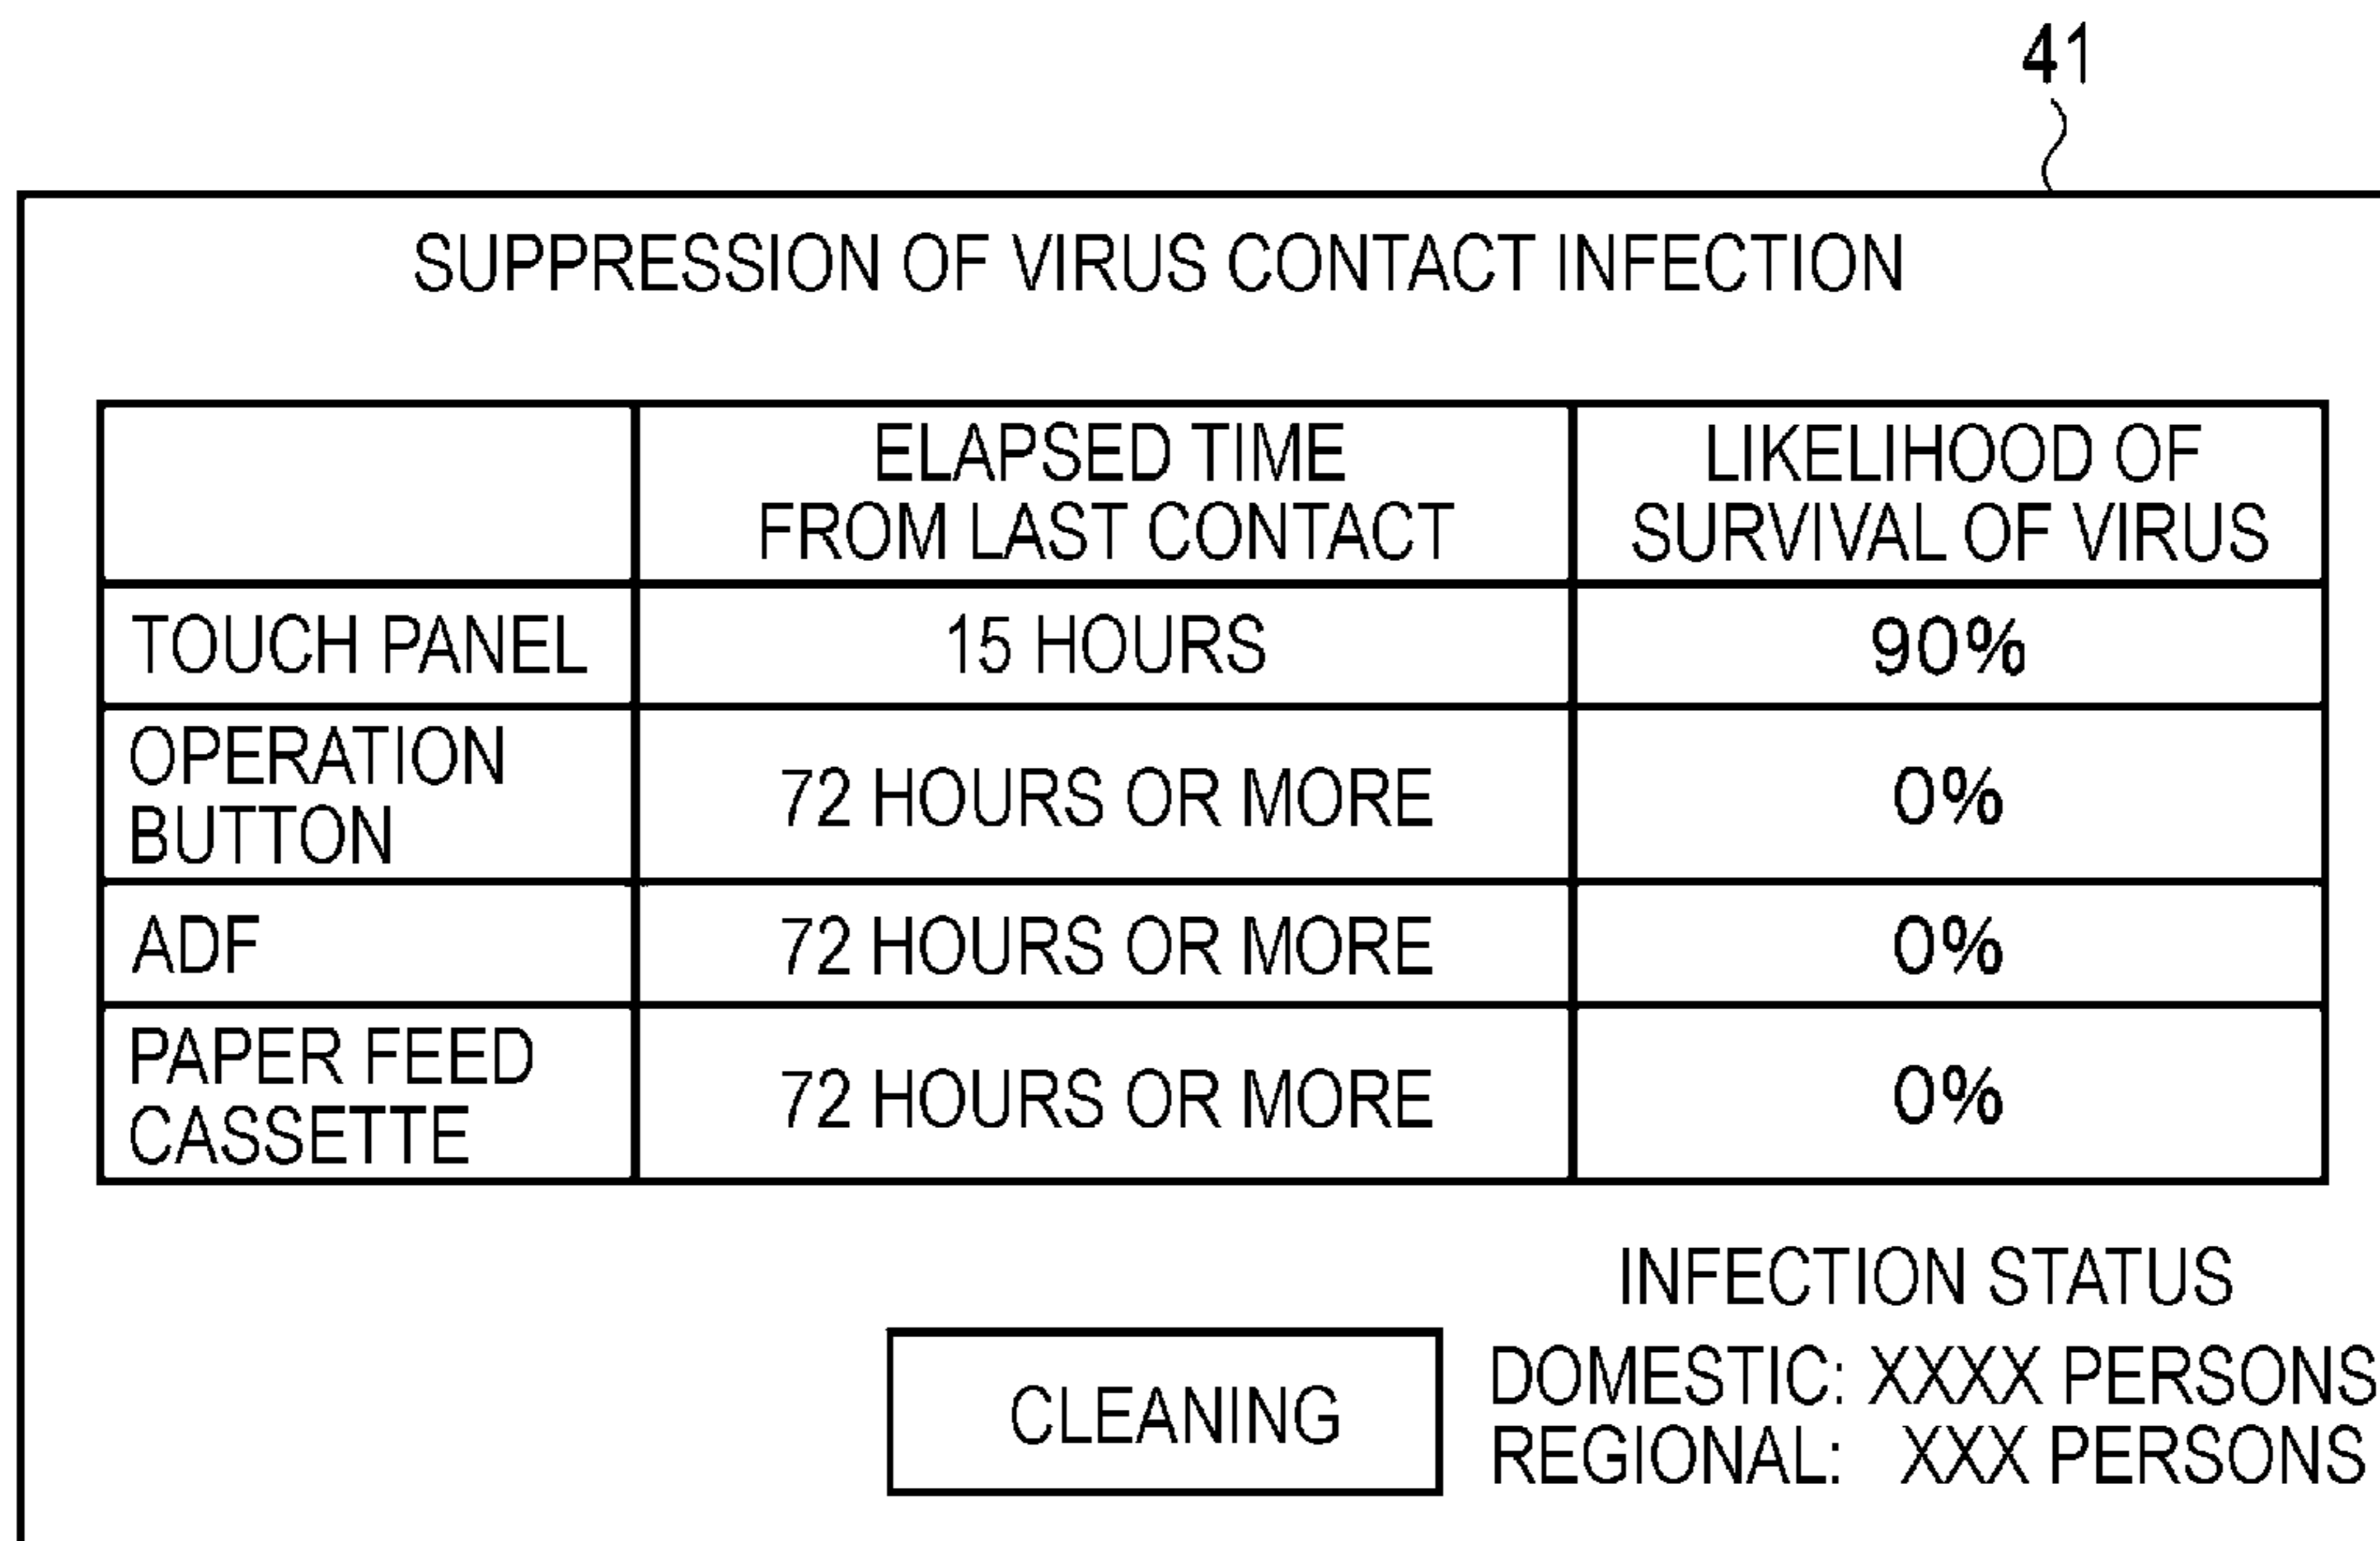 41
SUPPRESSION OF VIRUS CONTACT INFECTION
ELAPSED TIME
FROM LAST CONTACT
LIKELIHOOD OF
SURVIVAL OF VIRUS
TOUCH PANEL
15 HOURS
90%
OPERATION
BUTTON
72 HOURS OR MORE
0%
ADF
72 HOURS OR MORE
0%
PAPER FEED
CASSETTE
72 HOURS OR MORE
0%
CLEANING
INFECTION STATUS
DOMESTIC: XXXX PERSONS
REGIONAL: XXX PERSONS